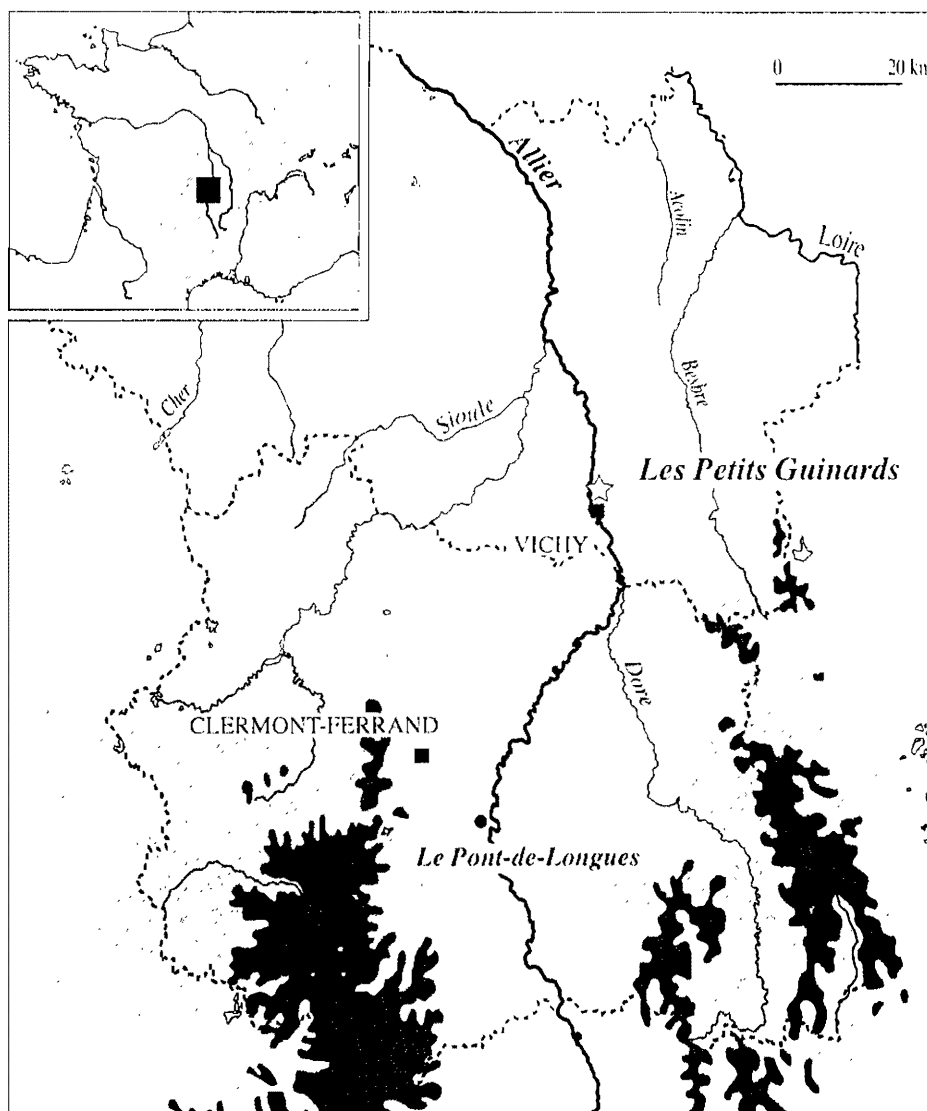 0 20 km
Allier
Acolin
Loire
Cher
Sioule
Besbre
Les Petits Guinards
VICHY
Dore
CLERMONT-FERRAND
Le Pont-de-Longues